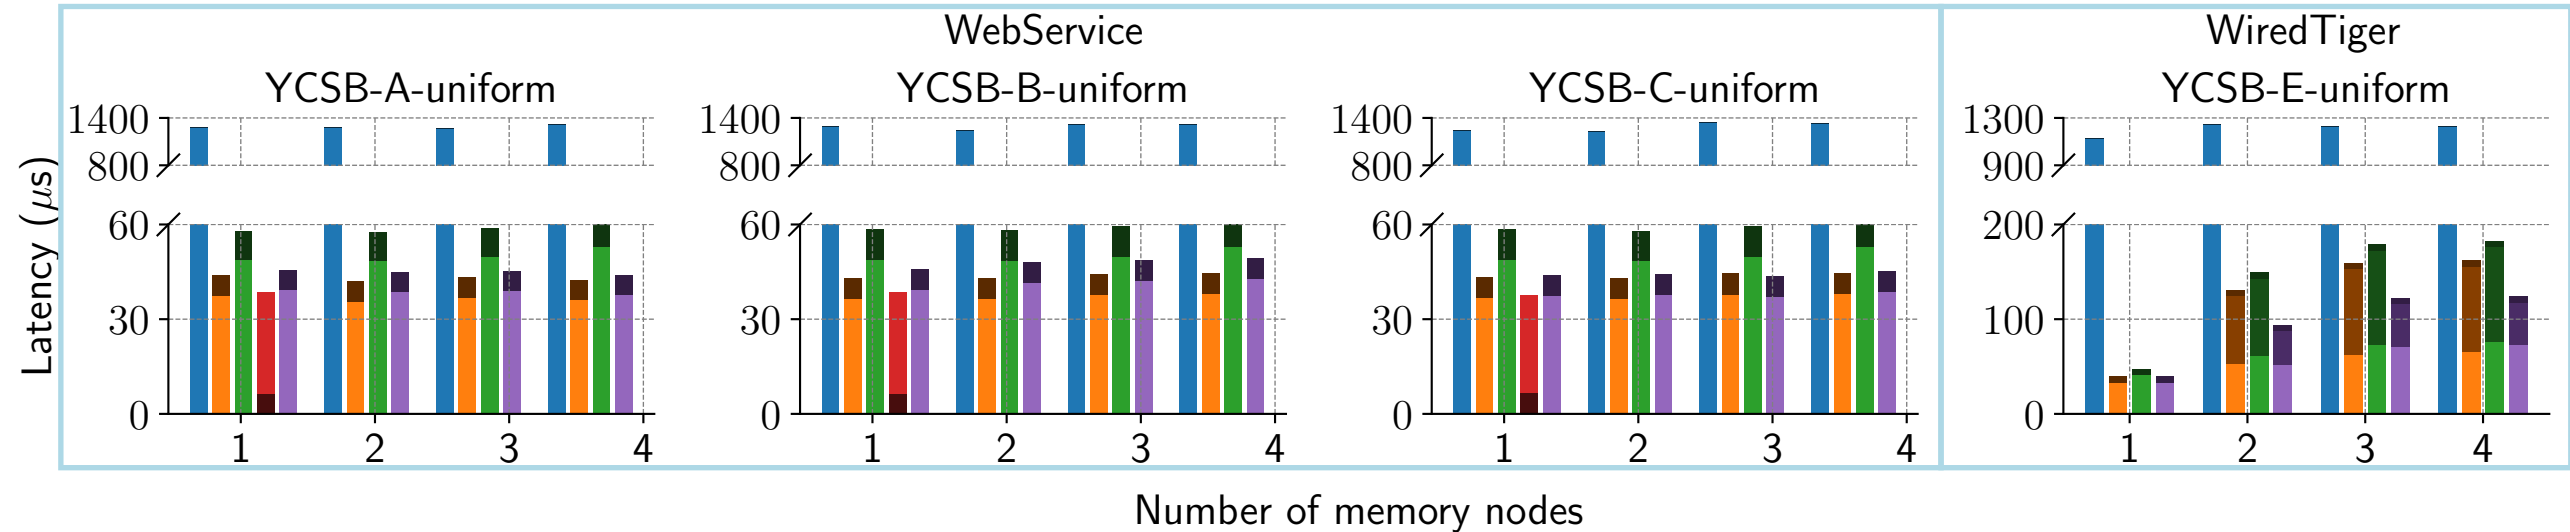 WebService
WiredTiger
YCSB-A-uniform
YCSB-B-uniform
YCSB-C-uniform
YCSB-E-uniform
Latency (μs)
1400
800
60
30
0
1 2 3 4
1400
800
60
30
0
1 2 3 4
1400
800
60
30
0
1 2 3 4
1300
900
200
100
0
1 2 3 4
Number of memory nodes